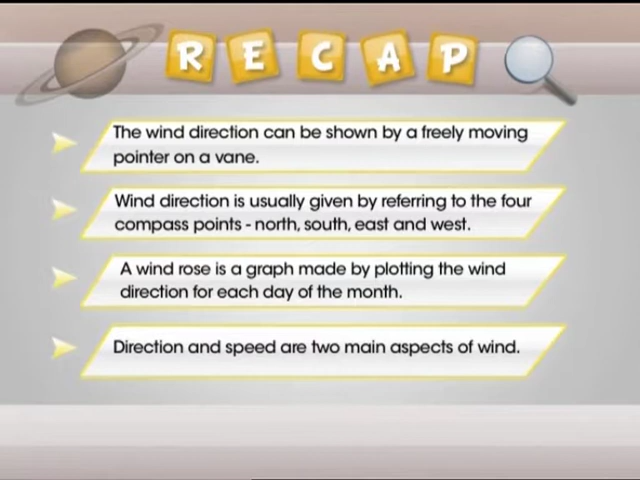 RECAP
The wind direction can be shown by a freely moving
pointer on a vane.
Wind direction is usually given by referring to the four
compass points - north, south, east and west.
A wind rose is a graph made by plotting the wind
direction for each day of the month.
Direction and speed are two main aspects of wind.